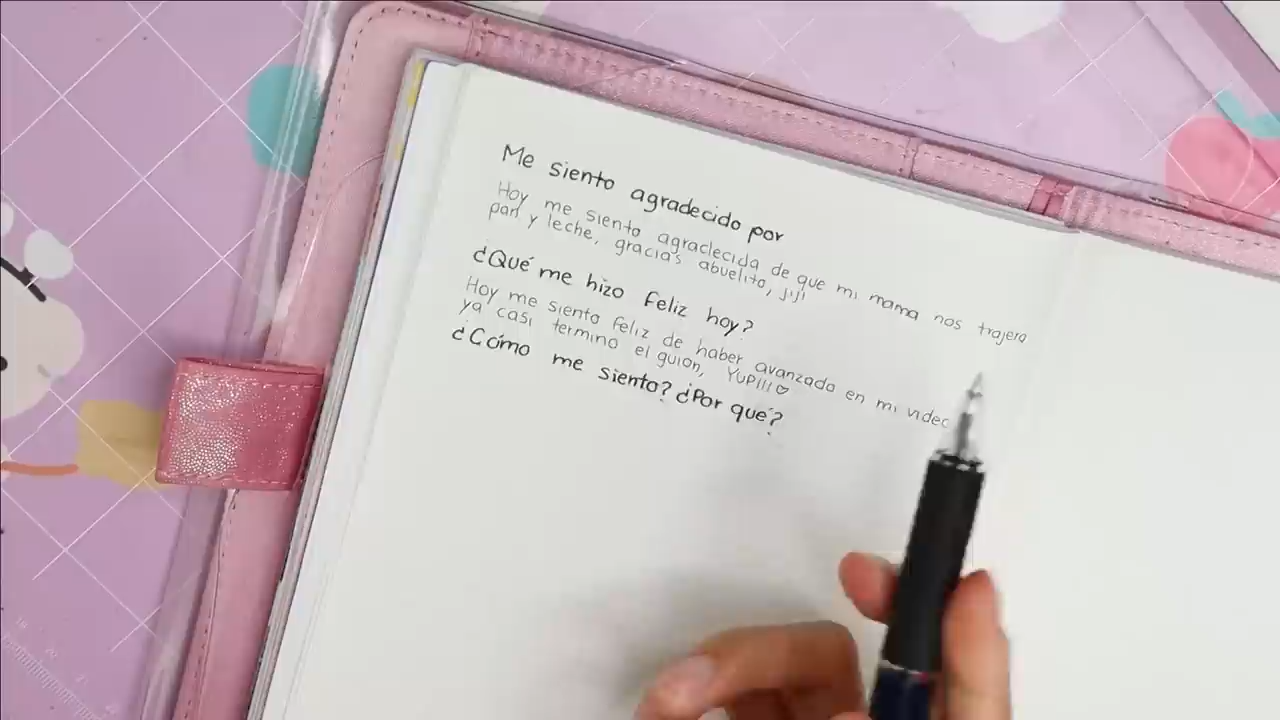 Me siento agradecido por
Hoy me siento agradecida de que mi mama nos trajera
pan y leche, gracias abuelito, jiji
¿Qué me hizo feliz hoy?
Hoy me siento feliz de haber avanzado en mi video
ya casi termino el guion, YUPIII♡
¿Cómo me siento? ¿Por qué?